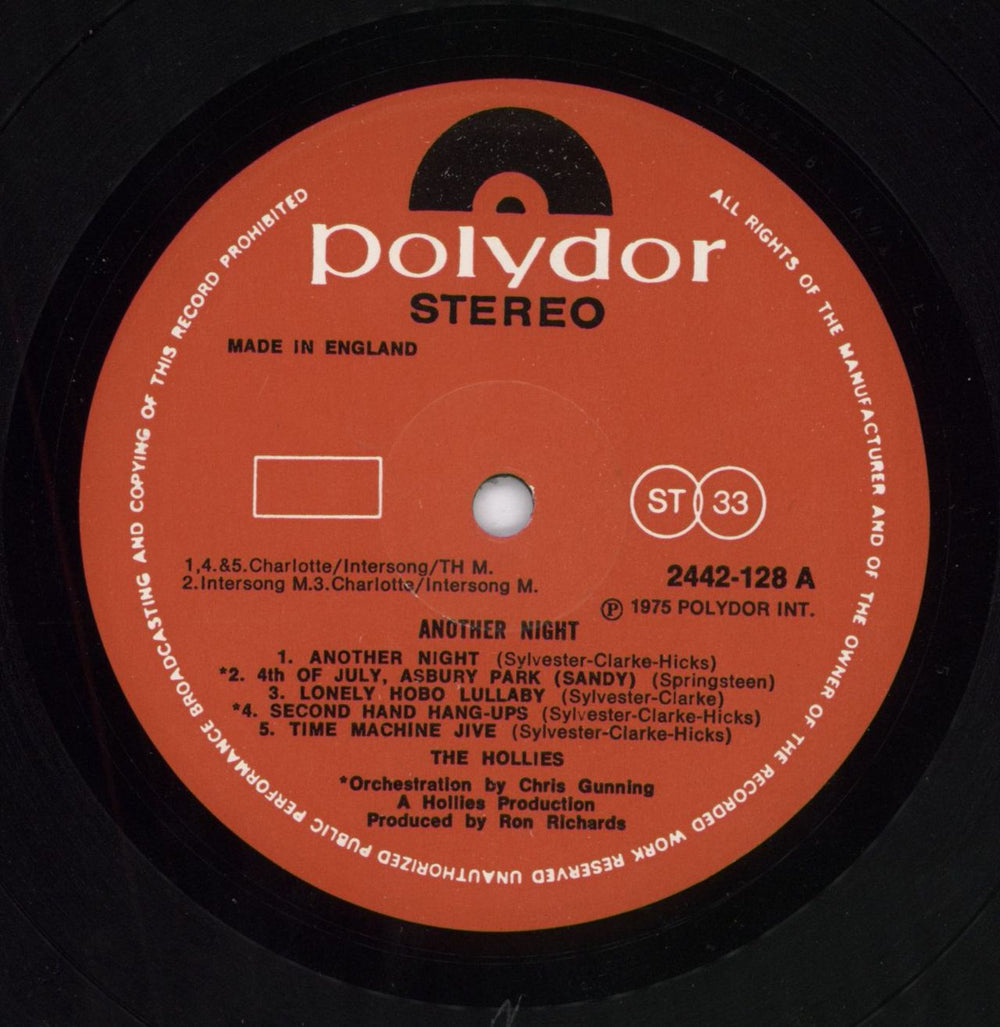 polydor
STEREO
MADE IN ENGLAND
ST 33
1,4.&5.Charlotte/Intersong/TH M.
2.Intersong M.3.Charlotte/Intersong M.
2442-128 A
Ⓟ 1975 POLYDOR INT.
ANOTHER NIGHT
1. ANOTHER NIGHT (Sylvester-Clarke-Hicks)
*2. 4th OF JULY, ASBURY PARK (SANDY) (Springsteen)
3. LONELY HOBO LULLABY (Sylvester-Clarke)
*4. SECOND HAND HANG-UPS (Sylvester-Clarke-Hicks)
5. TIME MACHINE JIVE (Sylvester-Clarke-Hicks)
THE HOLLIES
*Orchestration by Chris Gunning
A Hollies Production
Produced by Ron Richards
ALL RIGHTS OF THE MANUFACTURER AND OF THE OWNER OF THE RECORDED WORK RESERVED UNAUTHORIZED PUBLIC PERFORMANCE BROADCASTING AND COPYING OF THIS RECORD PROHIBITED